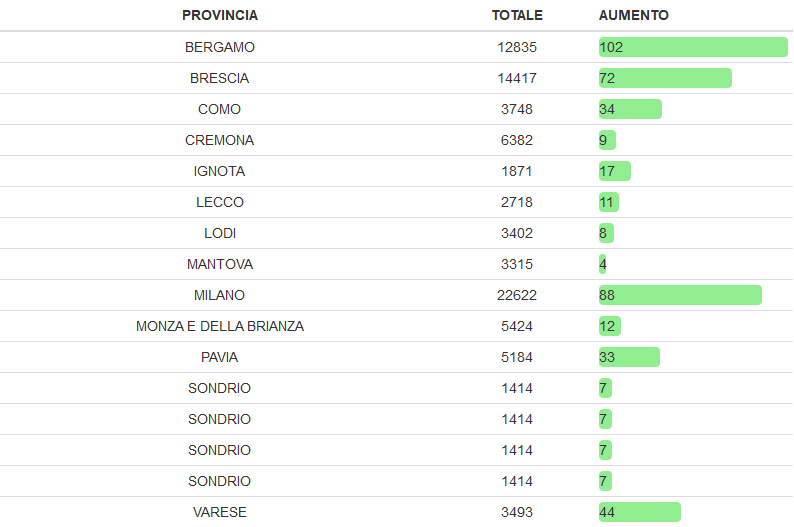 PROVINCIA TOTALE AUMENTO
BERGAMO 12835 102
BRESCIA 14417 72
COMO 3748 34
CREMONA 6382 9
IGNOTA 1871 17
LECCO 2718 11
LODI 3402 8
MANTOVA 3315 4
MILANO 22622 88
MONZA E DELLA BRIANZA 5424 12
PAVIA 5184 33
SONDRIO 1414 7
SONDRIO 1414 7
SONDRIO 1414 7
SONDRIO 1414 7
VARESE 3493 44